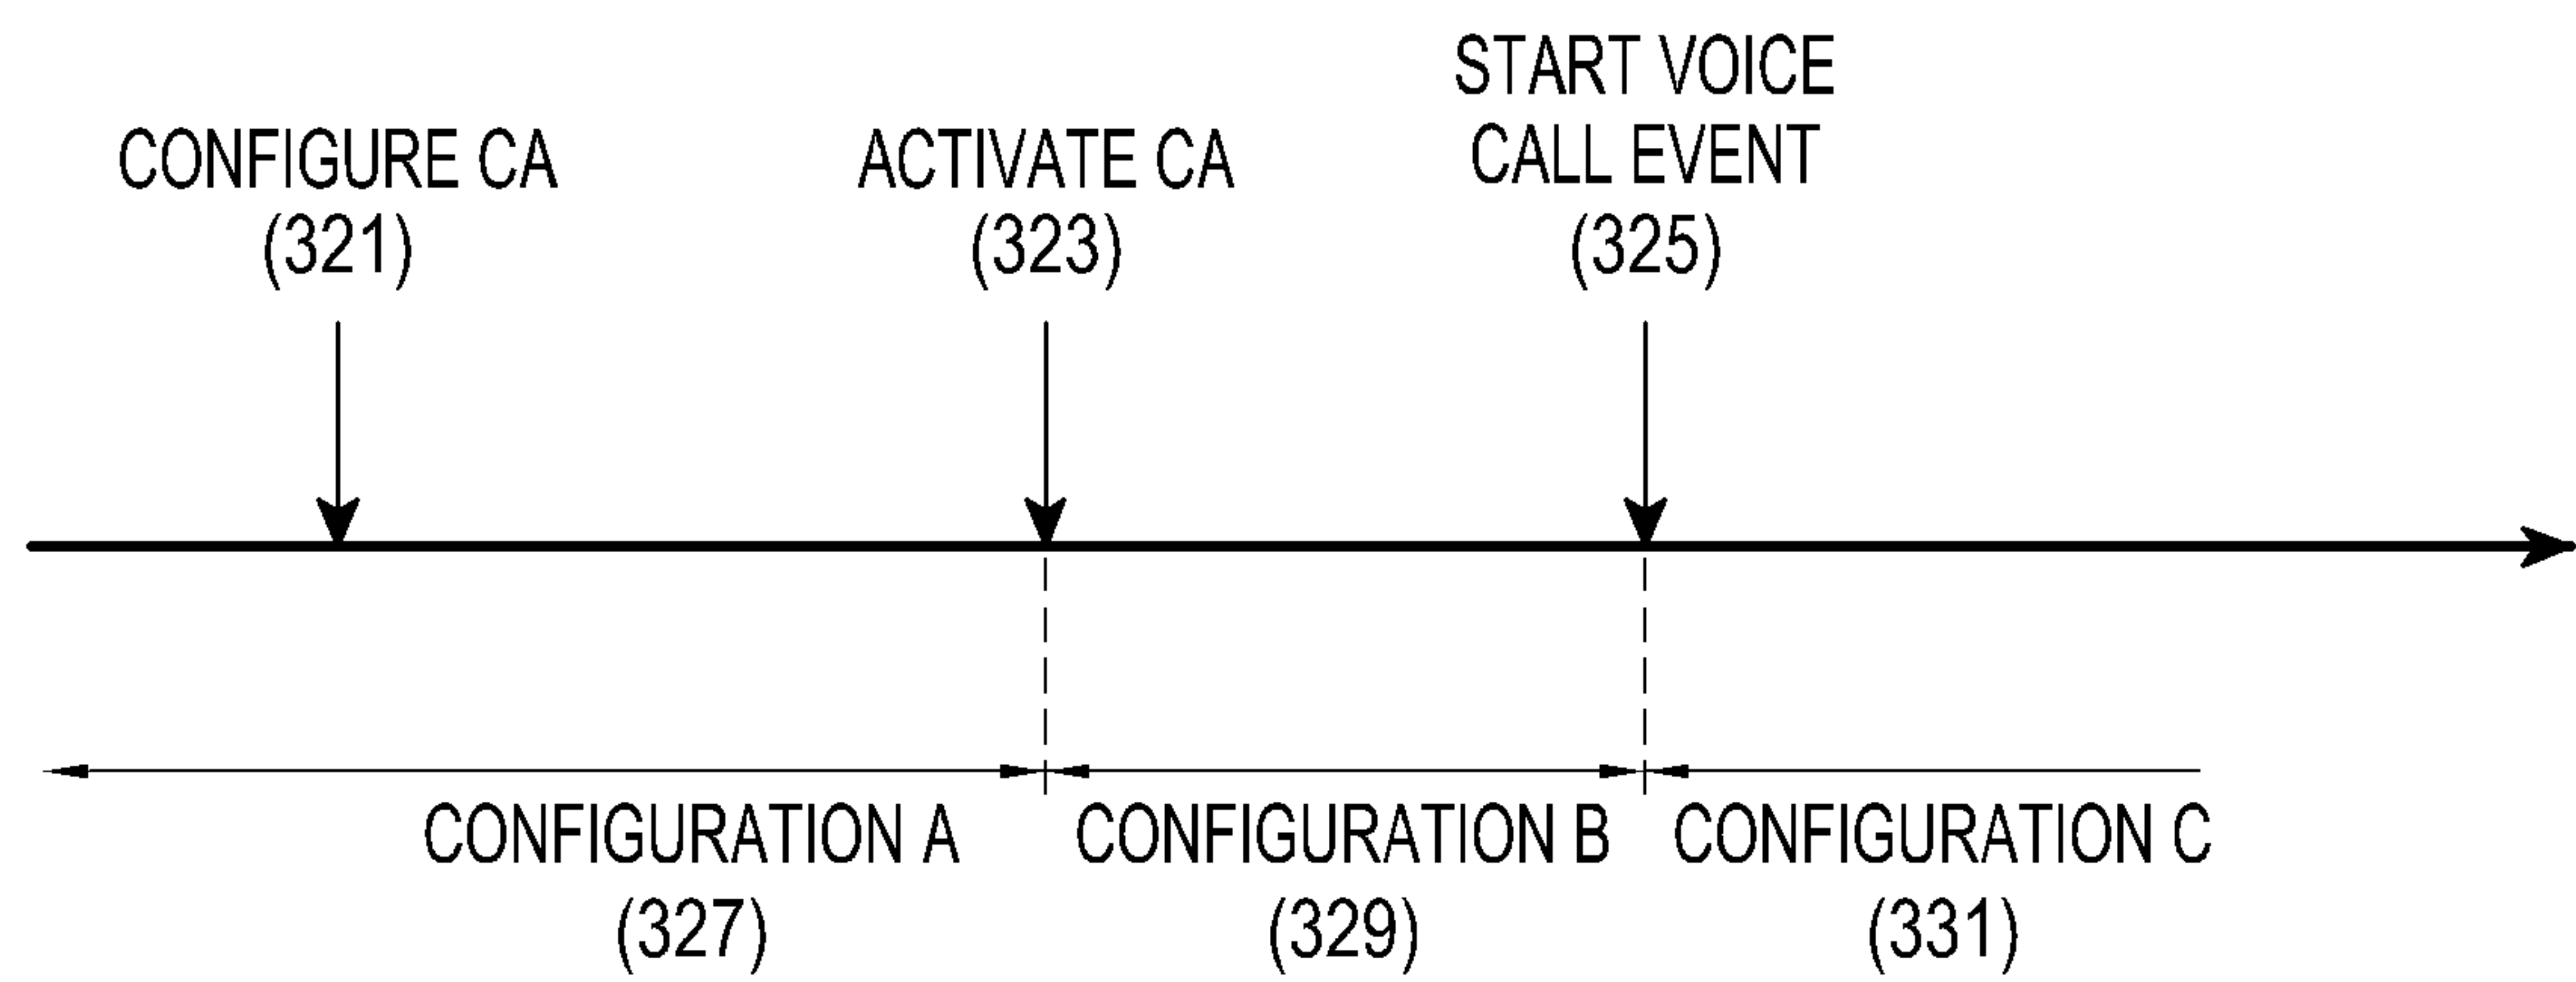 CONFIGURE CA
(321)
ACTIVATE CA
(323)
START VOICE
CALL EVENT
(325)
CONFIGURATION A
(327)
CONFIGURATION B
(329)
CONFIGURATION C
(331)